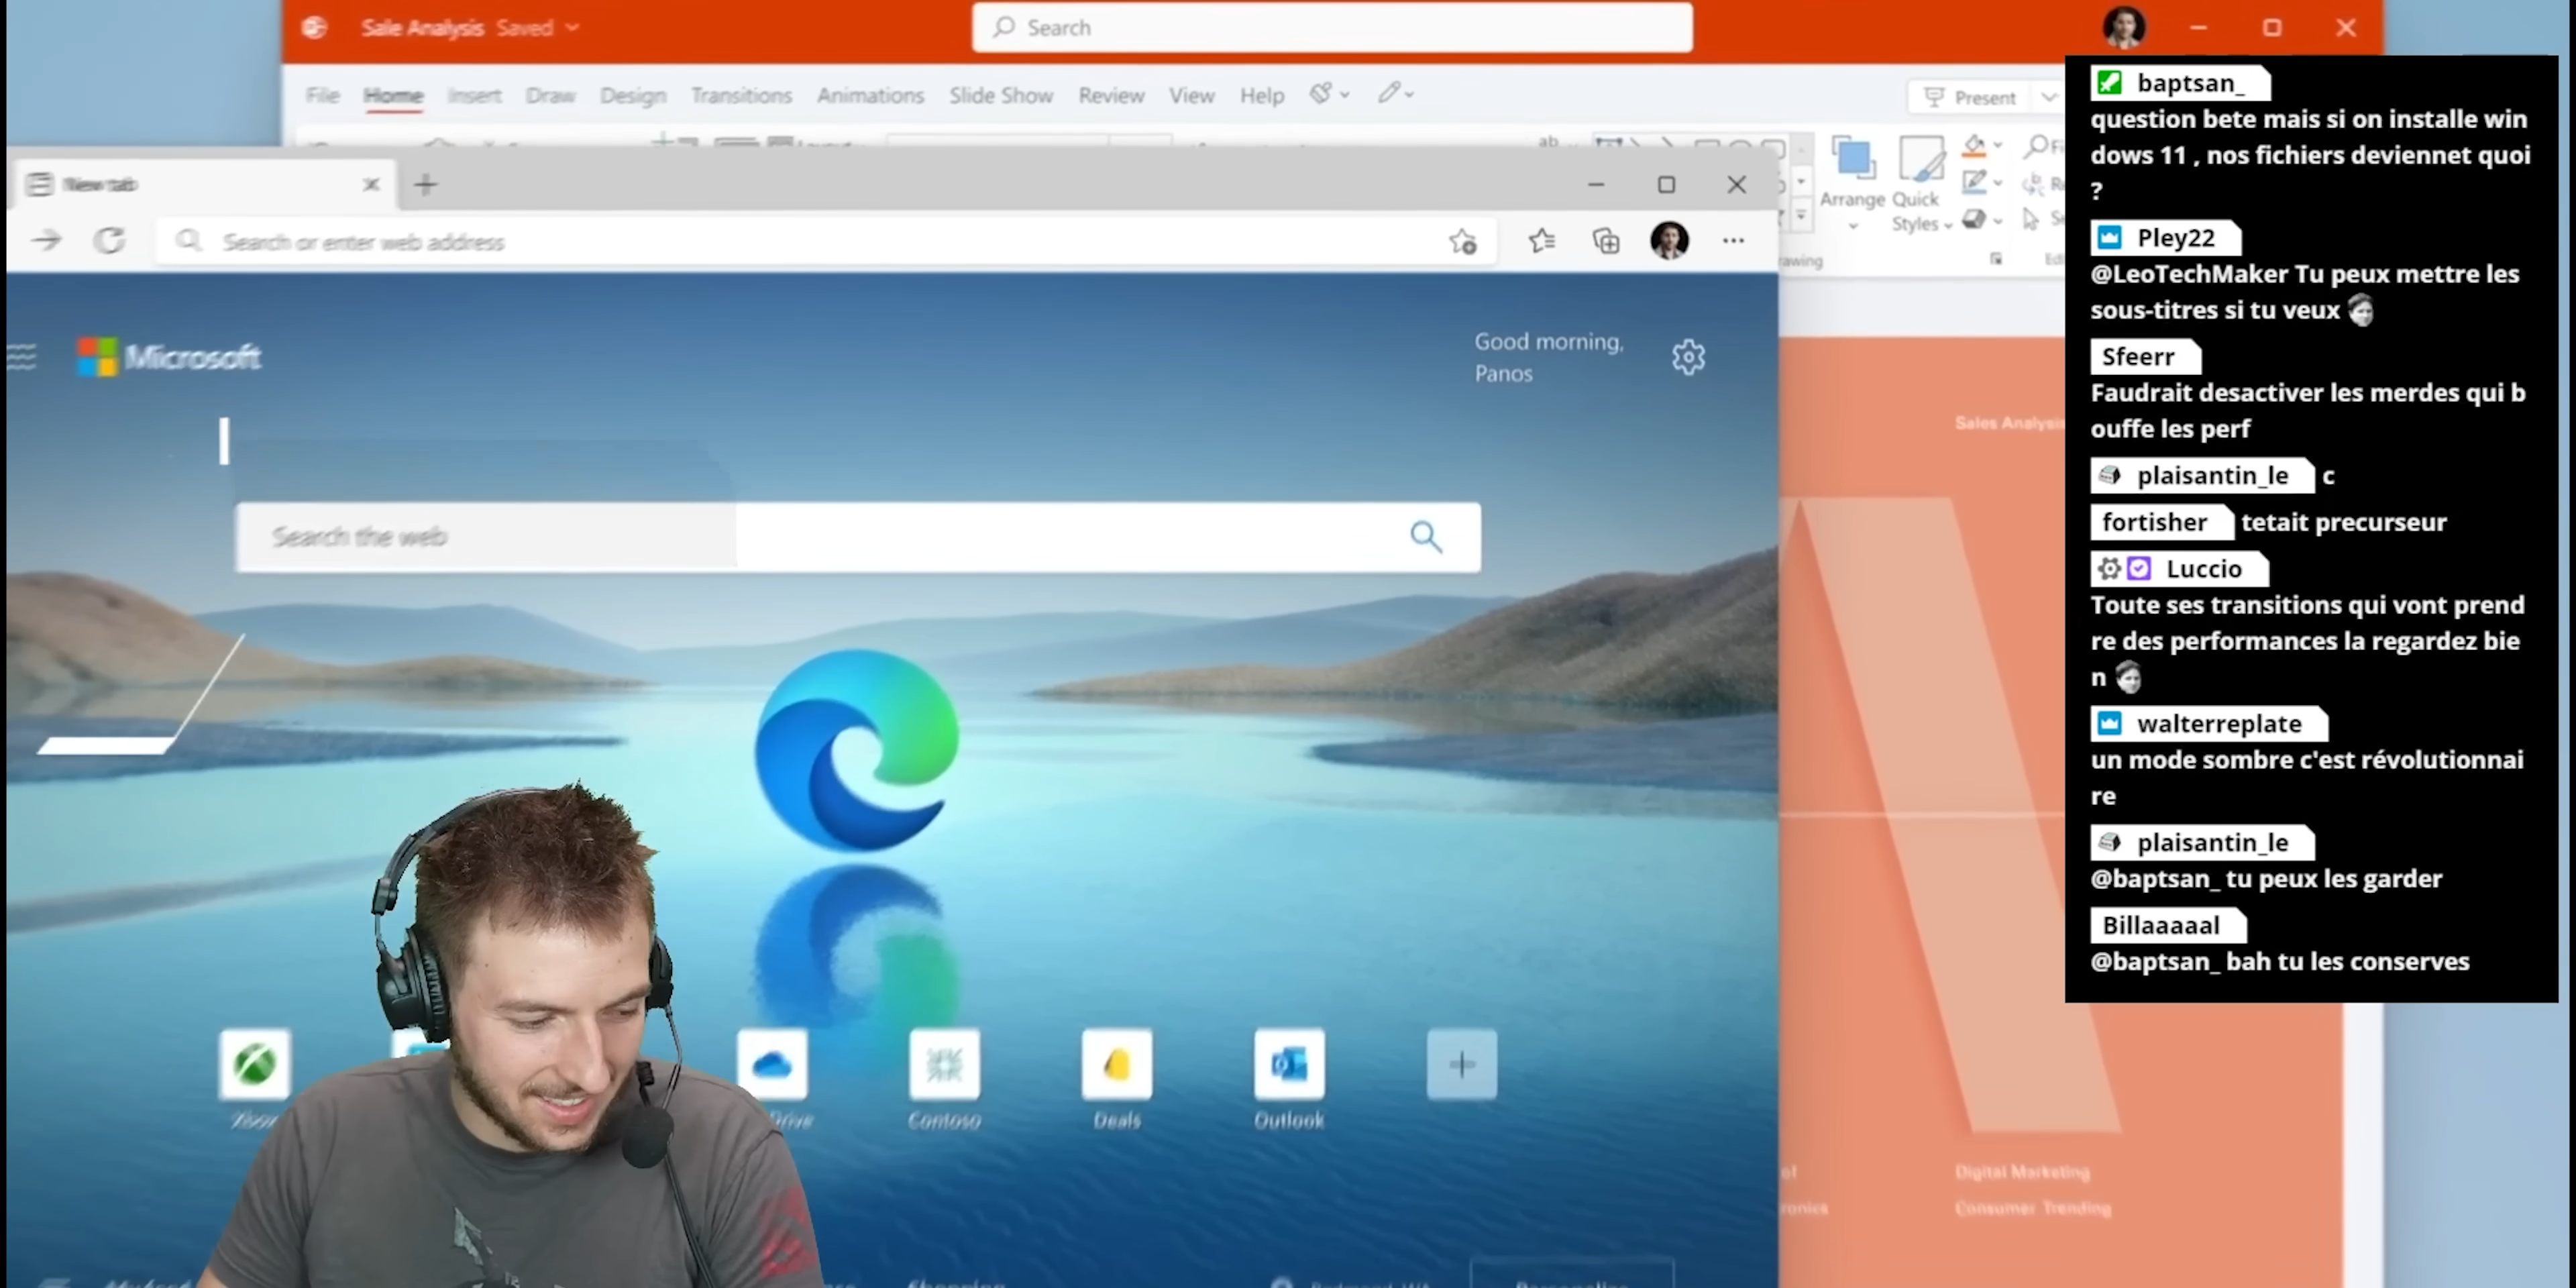 Sale Analysis Saved
Search
File Home Insert Draw Design Transitions Animations Slide Show Review View Help
Present
Arrange Quick
Styles
New tab
Search or enter web address
Microsoft
Good morning,
Panos
Search the web
Xbox
Contoso
Deals
Outlook
Digital Marketing
Consumer Trending
baptsan_
question bete mais si on installe win
dows 11 , nos fichiers deviennet quoi
?
Pley22
@LeoTechMaker Tu peux mettre les
sous-titres si tu veux
Sfeerr
Faudrait desactiver les merdes qui b
ouffe les perf
plaisantin_le c
fortisher tetait precurseur
Luccio
Toute ses transitions qui vont prend
re des performances la regardez bie
n
walterreplate
un mode sombre c'est révolutionnai
re
plaisantin_le
@baptsan_ tu peux les garder
Billaaaaal
@baptsan_ bah tu les conserves